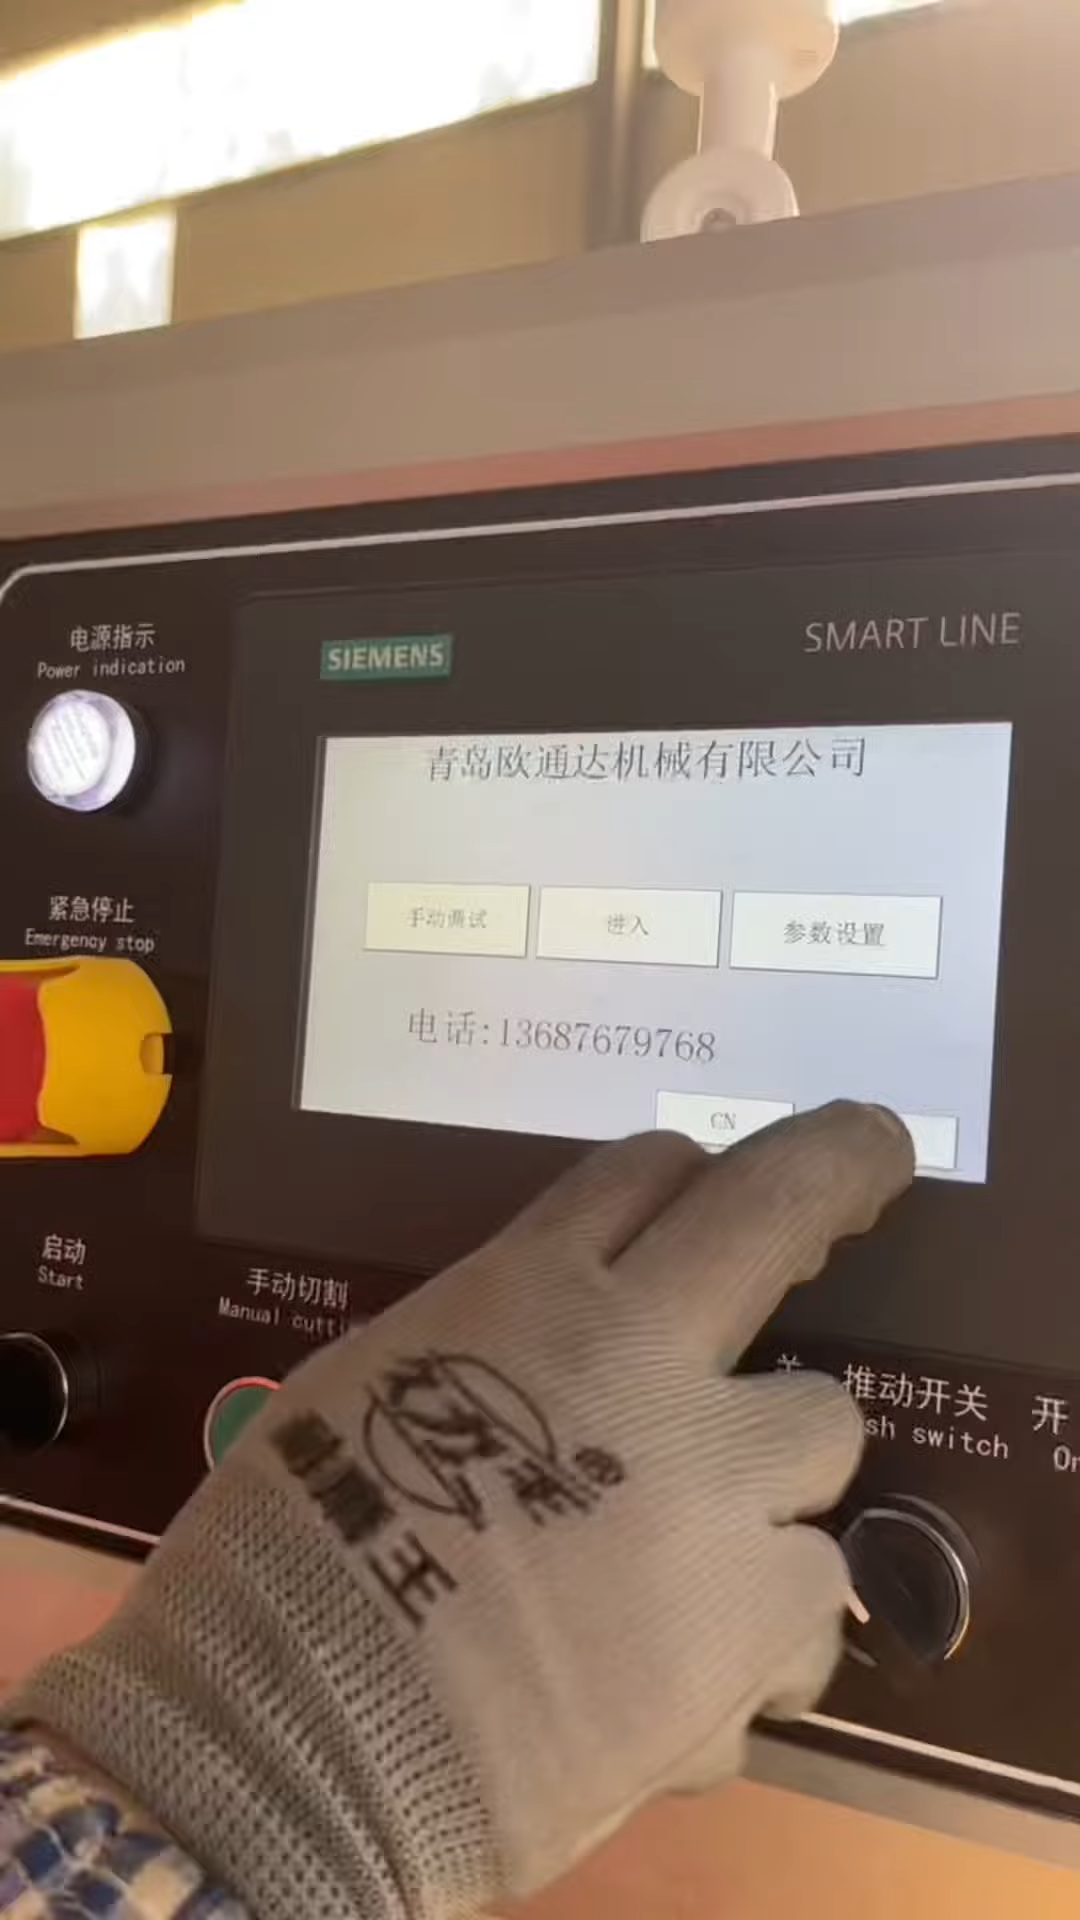 电源指示
Power indication
SIEMENS
SMART LINE
青岛欧通达机械有限公司
紧急停止
Emergency stop
手动调试
进入
参数设置
电话:13687679768
CN
启动
Start
手动切割
Manual
推动开关
switch
开
王
®